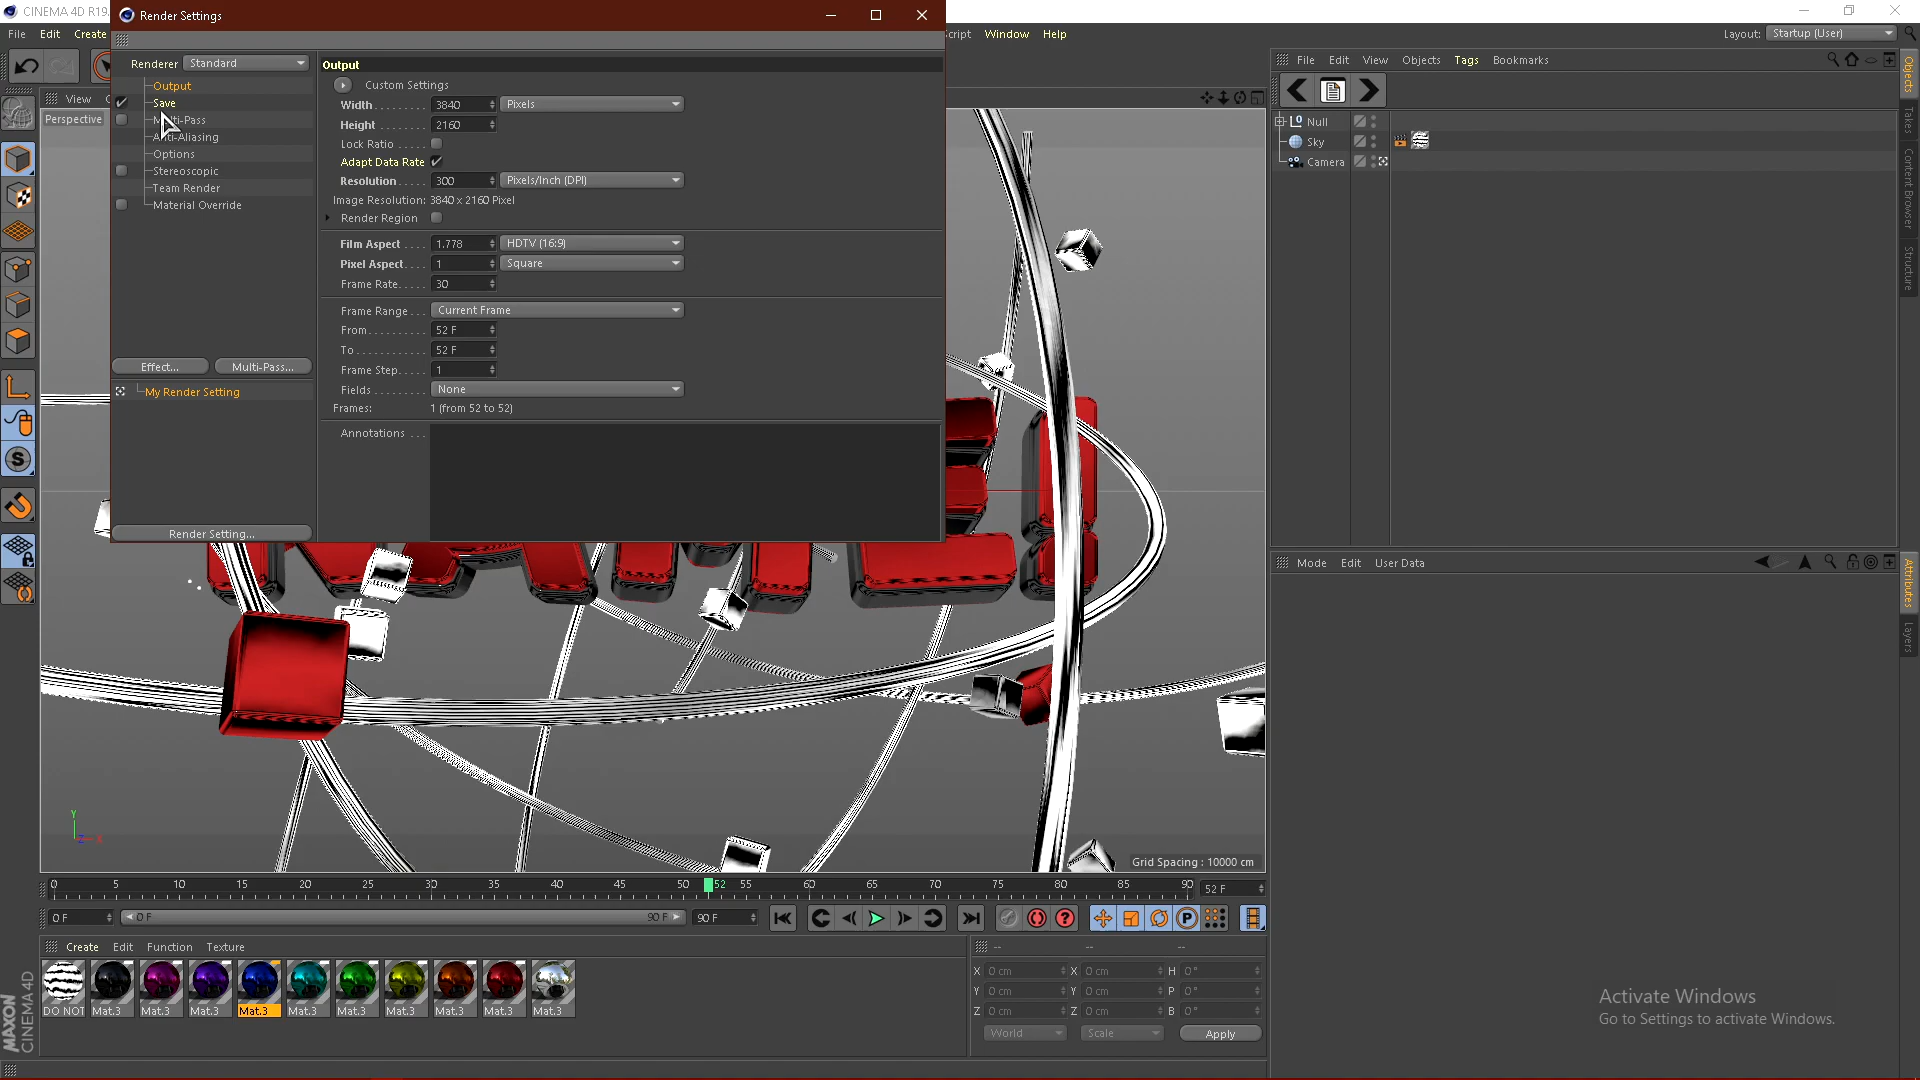 CINEMA 4D R19.
Render Settings
File Edit Create
cript Window Help
Layout: Startup (User)
Renderer Standard
Output
Save
Multi-Pass
Anti-Aliasing
Options
Stereoscopic
Team Render
Material Override
Effect... Multi-Pass...
My Render Setting
Render Setting...
Output
Custom Settings
Width 3840 Pixels
Height 2160
Lock Ratio
Adapt Data Rate
Resolution 300 Pixels/Inch (DPI)
Image Resolution: 3840 x 2160 Pixel
Render Region
Film Aspect 1.778 HDTV (16:9)
Pixel Aspect 1 Square
Frame Rate 30
Frame Range Current Frame
From 52 F
To 52 F
Frame Step 1
Fields None
Frames: 1 (from 52 to 52)
Annotations
View
Perspective
Y
Z X
Grid Spacing : 10000 cm
File Edit View Objects Tags Bookmarks
Null
Sky
Camera
Objects
Takes
Content Browser
Structure
Mode Edit User Data
Attributes
Layers
0 5 10 15 20 25 30 35 40 45 50 52 55 60 65 70 75 80 85 90 52 F
0 F 0 F 90 F 90 F
Create Edit Function Texture
DO NOT Mat.3 Mat.3 Mat.3 Mat.3 Mat.3 Mat.3 Mat.3 Mat.3 Mat.3 Mat.3
-- -- --
X 0 cm X 0 cm H 0°
Y 0 cm Y 0 cm P 0°
Z 0 cm Z 0 cm B 0°
World Scale Apply
MAXON
CINEMA 4D
Activate Windows
Go to Settings to activate Windows.